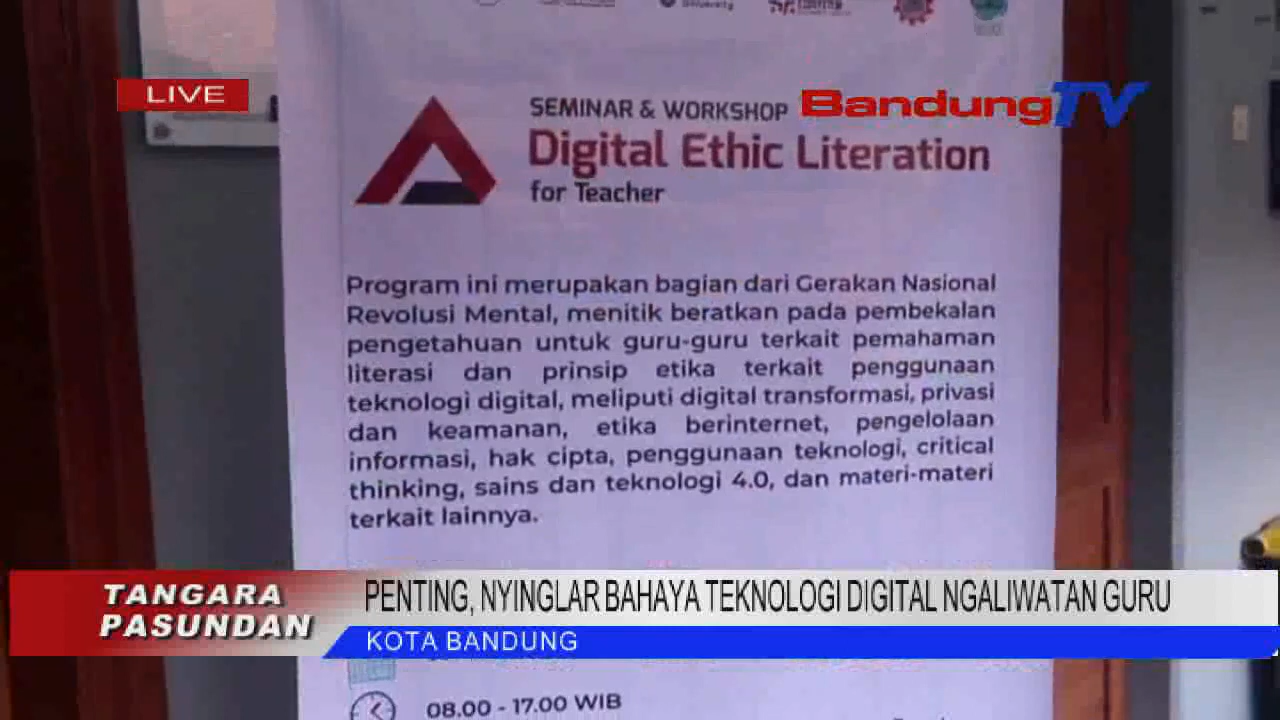 University
LIVE
BandungTV
SEMINAR & WORKSHOP
Digital Ethic Literation
for Teacher
Program ini merupakan bagian dari Gerakan Nasional
Revolusi Mental, menitik beratkan pada pembekalan
pengetahuan untuk guru-guru terkait pemahaman
literasi dan prinsip etika terkait penggunaan
teknologi digital, meliputi digital transformasi, privasi
dan keamanan, etika berinternet, pengelolaan
informasi, hak cipta, penggunaan teknologi, critical
thinking, sains dan teknologi 4.0, dan materi-materi
terkait lainnya.
TANGARA
PASUNDAN
PENTING, NYINGLAR BAHAYA TEKNOLOGI DIGITAL NGALIWATAN GURU
KOTA BANDUNG
08.00 - 17.00 WIB